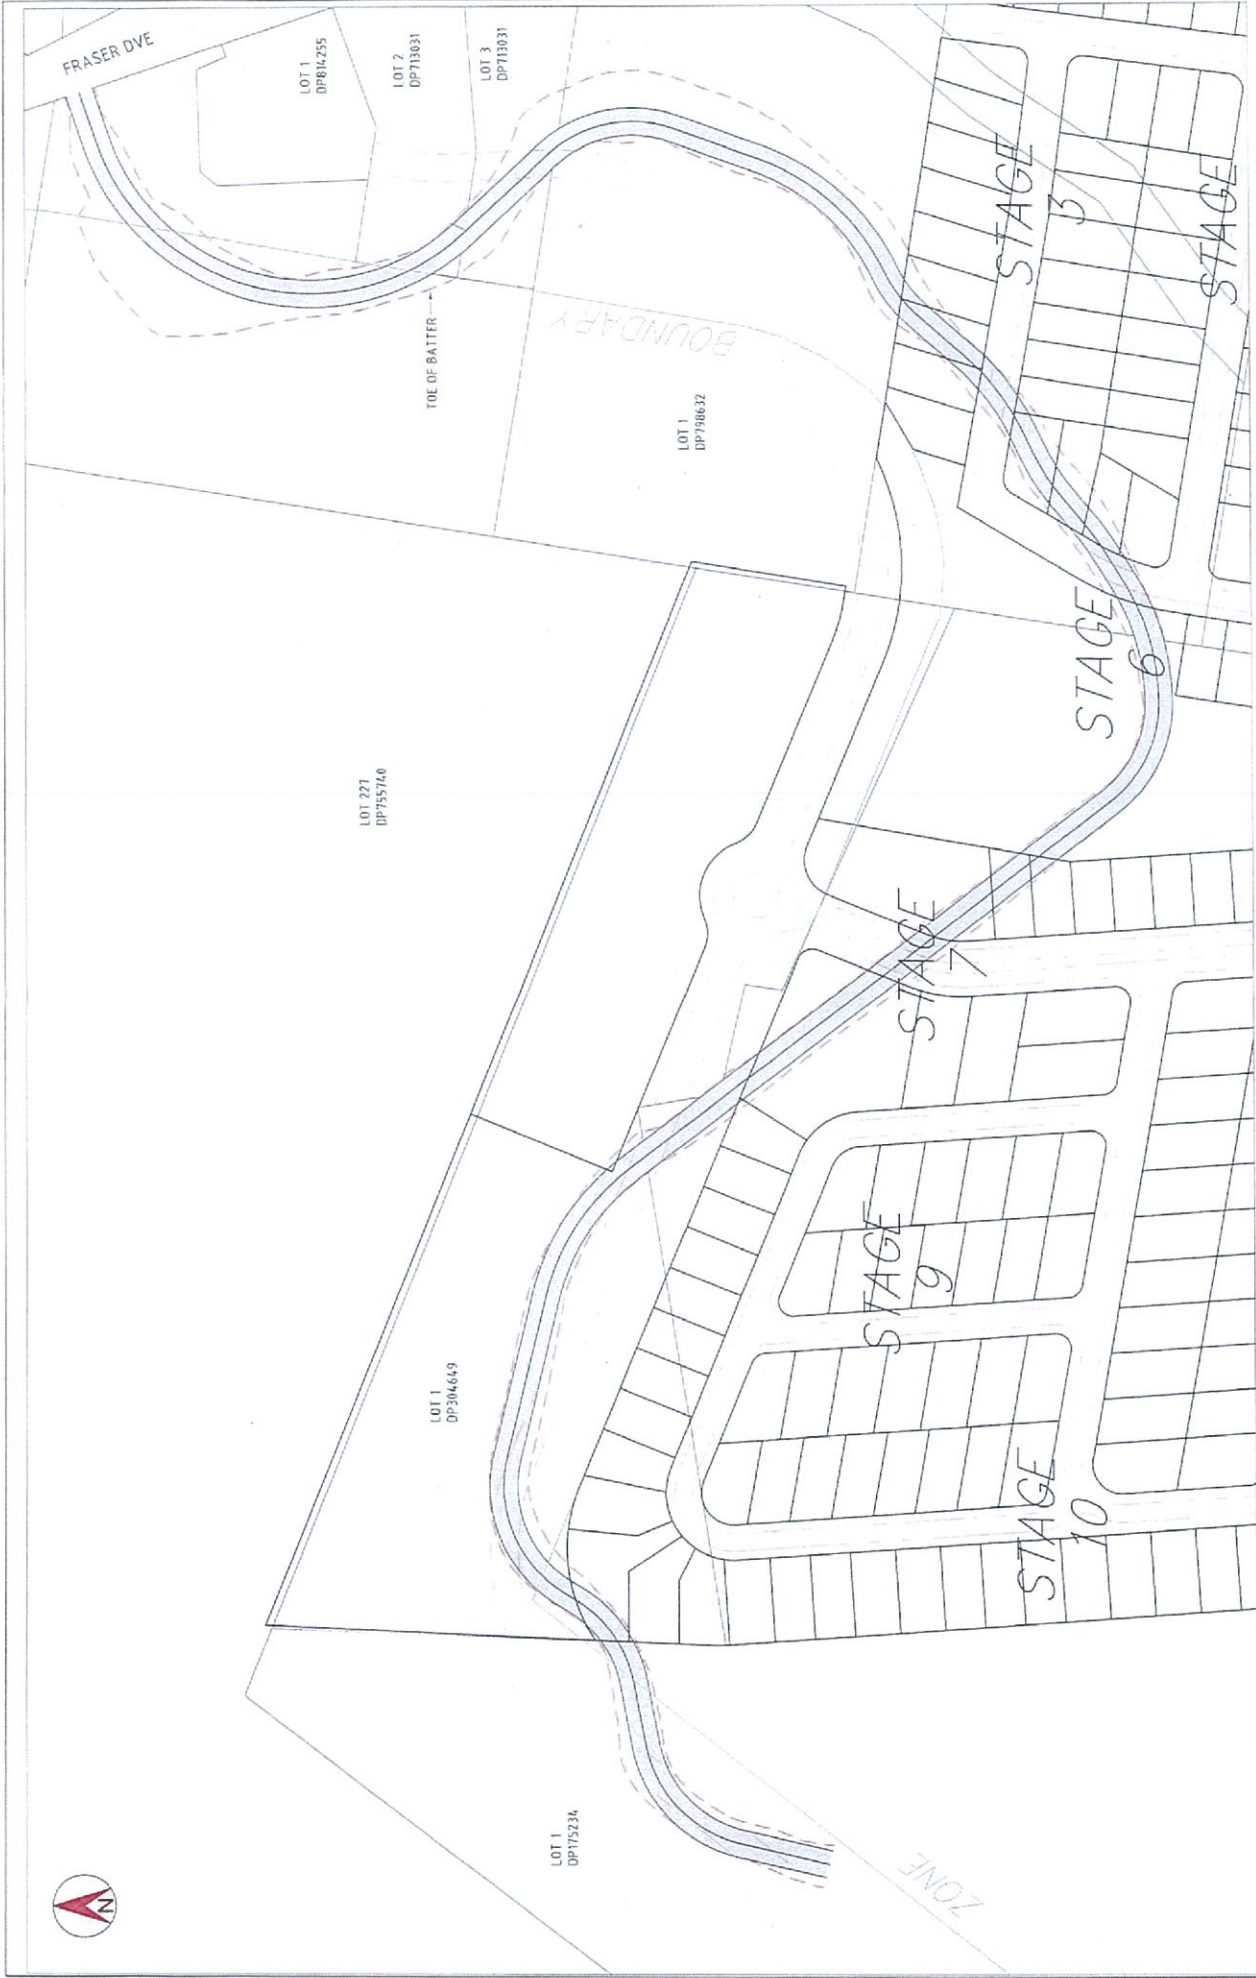 FRASER DVE
LOT 1
DP814255
LOT 2
DP713031
LOT 3
DP713031
TOE OF BATTER
BOUNDARY
LOT 1
DP798632
STAGE
STAGE
LOT 227
DP755740
STAGE
6
STAGE
7
STAGE
9
LOT 1
DP304649
STAGE
10
LOT 1
DP175234
ZONE
N